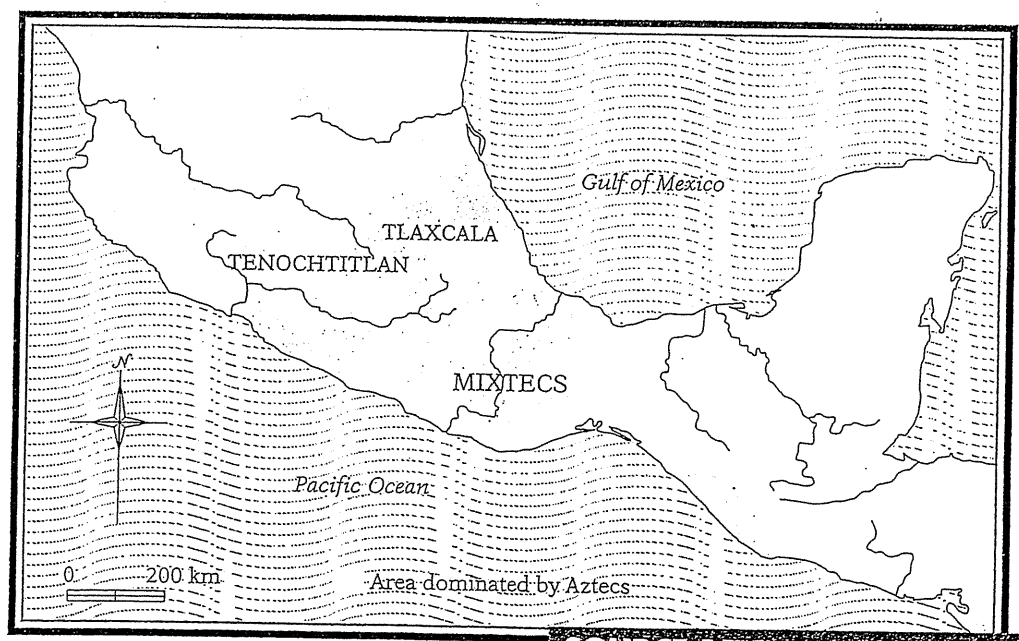 Gulf of Mexico
TLAXCALA
TENOCHTITLAN
N
MIXTECS
Pacific Ocean
0 200 km
Area dominated by Aztecs